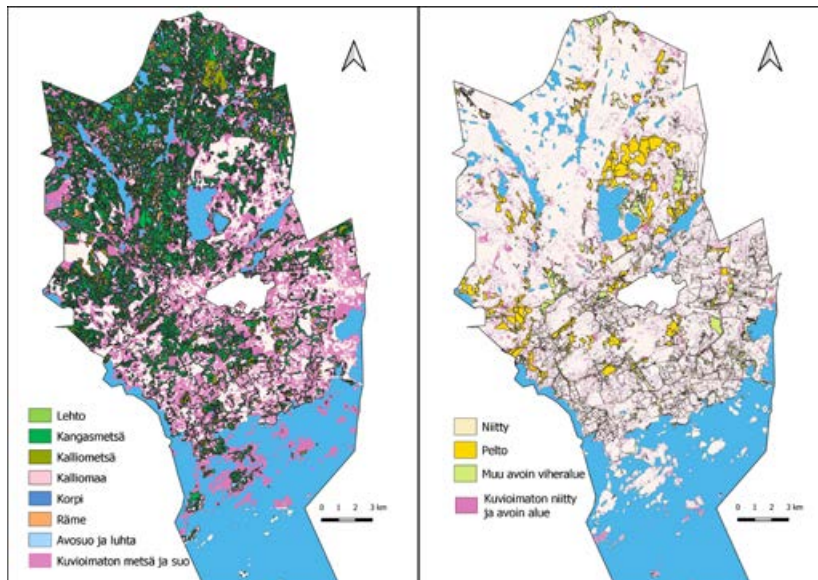 Lehto
Kangasmetsä
Kalliometsä
Kalliomaa
Korpi
Räme
Avosuo ja luhta
Kuvioimaton metsä ja suo
0 1 2 3 km
Niitty
Pelto
Muu avoin viheralue
Kuvioimaton niitty
ja avoin alue
0 1 2 3 km